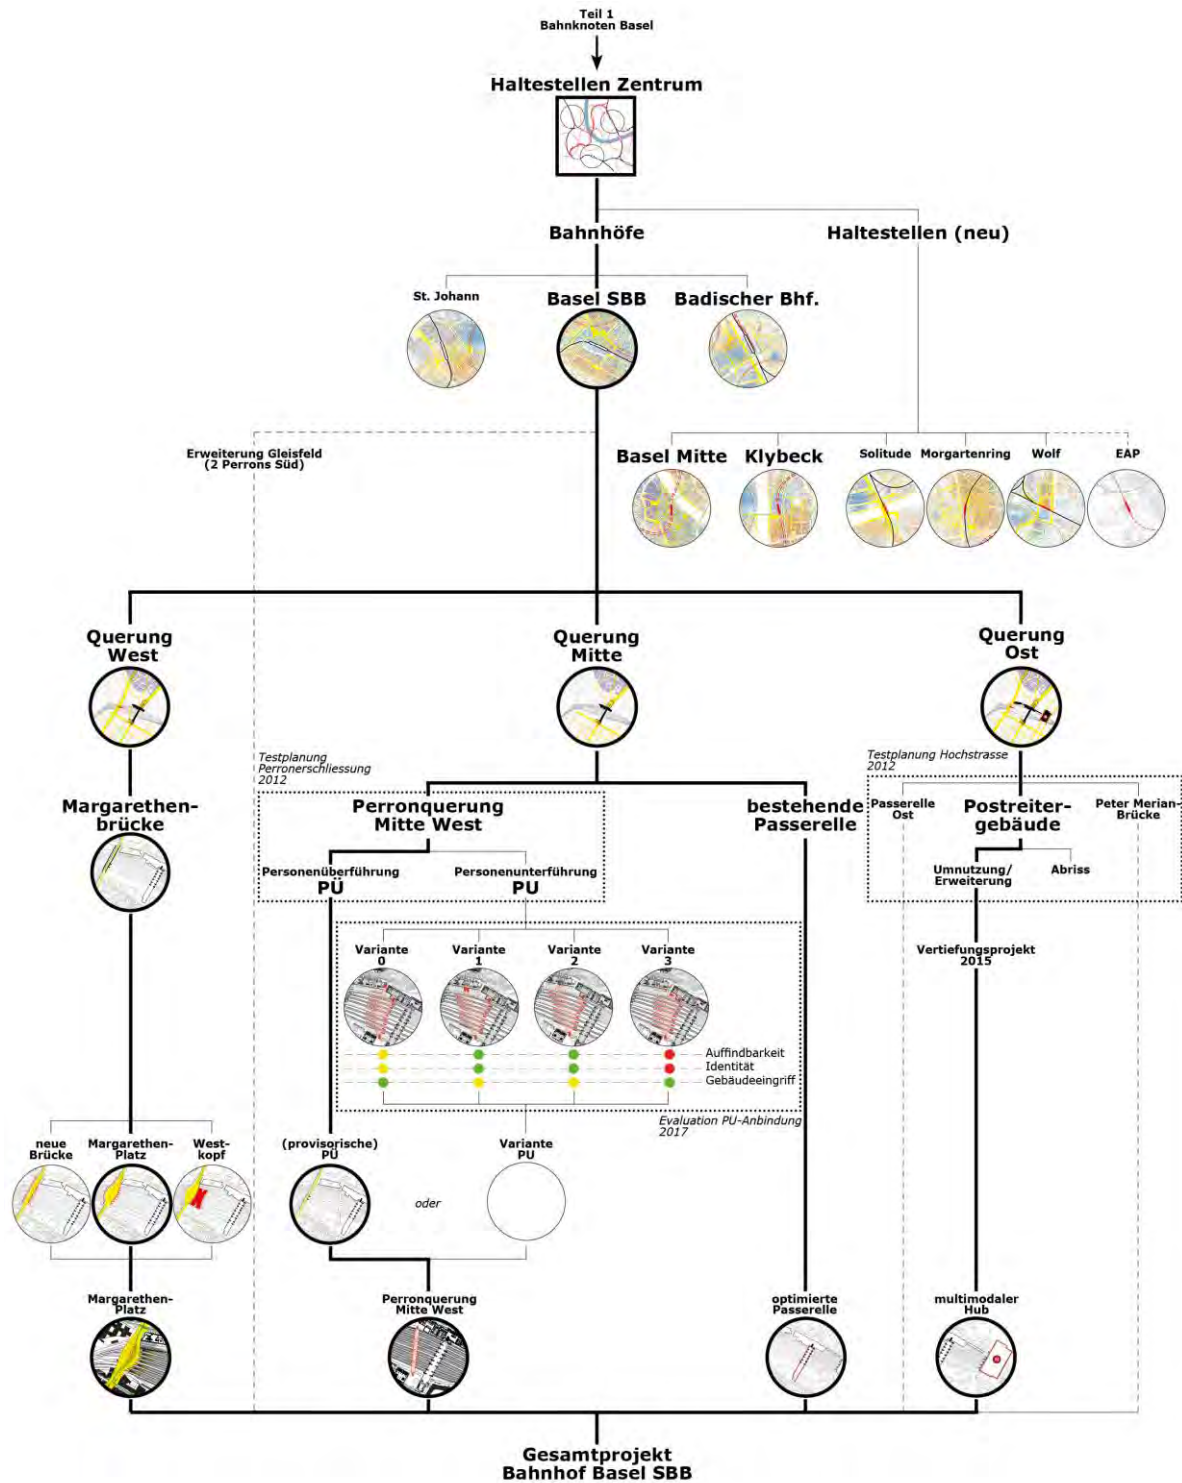 Teil 1
Bahnknoten Basel
Haltestellen Zentrum
Bahnhöfe
Haltestellen (neu)
St. Johann
Basel SBB
Badischer Bhf.
Erweiterung Gleisfeld
(2 Perrons Süd)
Basel Mitte
Klybeck
Solitude
Morgartenring
Wolf
EAP
Querung
West
Querung
Mitte
Querung
Ost
Testplanung
Perronerschliessung
2012
Testplanung Hochstrasse
2012
Margarethen-
brücke
Perronquerung
Mitte West
bestehende
Passerelle
Passerelle
Ost
Postreiter-
gebäude
Peter Merian-
Brücke
Personenüberführung
PÜ
Personenunterführung
PU
Umnutzung/
Erweiterung
Abriss
Variante
0
Variante
1
Variante
2
Variante
3
Vertiefungsprojekt
2015
Auffindbarkeit
Identität
Gebäudeeingriff
Evaluation PU-Anbindung
2017
neue
Brücke
Margarethen-
Platz
West-
kopf
(provisorische)
PÜ
oder
Variante
PU
Margarethen-
Platz
Perronquerung
Mitte West
optimierte
Passerelle
multimodaler
Hub
Gesamtprojekt
Bahnhof Basel SBB